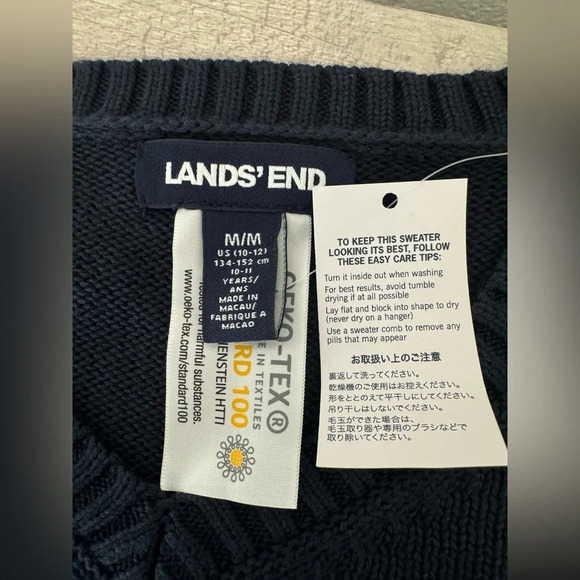 LANDS' END
M/M
US (10-12)
134-152 cm
10-11
YEARS/
ANS
MADE IN
MACAU/
FABRIQUE A
MACAO
OEKO-TEX®
IN TEXTILES
RD 100
ENSTEIN HTTI
harmful substances.
www.oeko-tex.com/standard100
TO KEEP THIS SWEATER
LOOKING ITS BEST, FOLLOW
THESE EASY CARE TIPS:
Turn it inside out when washing
For best results, avoid tumble
drying if at all possible
Lay flat and block into shape to dry
(never dry on a hanger)
Use a sweater comb to remove any
pills that may appear
お取扱い上のご注意
裏返して洗ってください。
乾燥機のご使用はお控えください。
形をととのえて平干しにしてください。
吊り干しはしないでください。
毛玉ができた場合は、
毛玉取り器や専用のブラシなどで
取り除いてください。